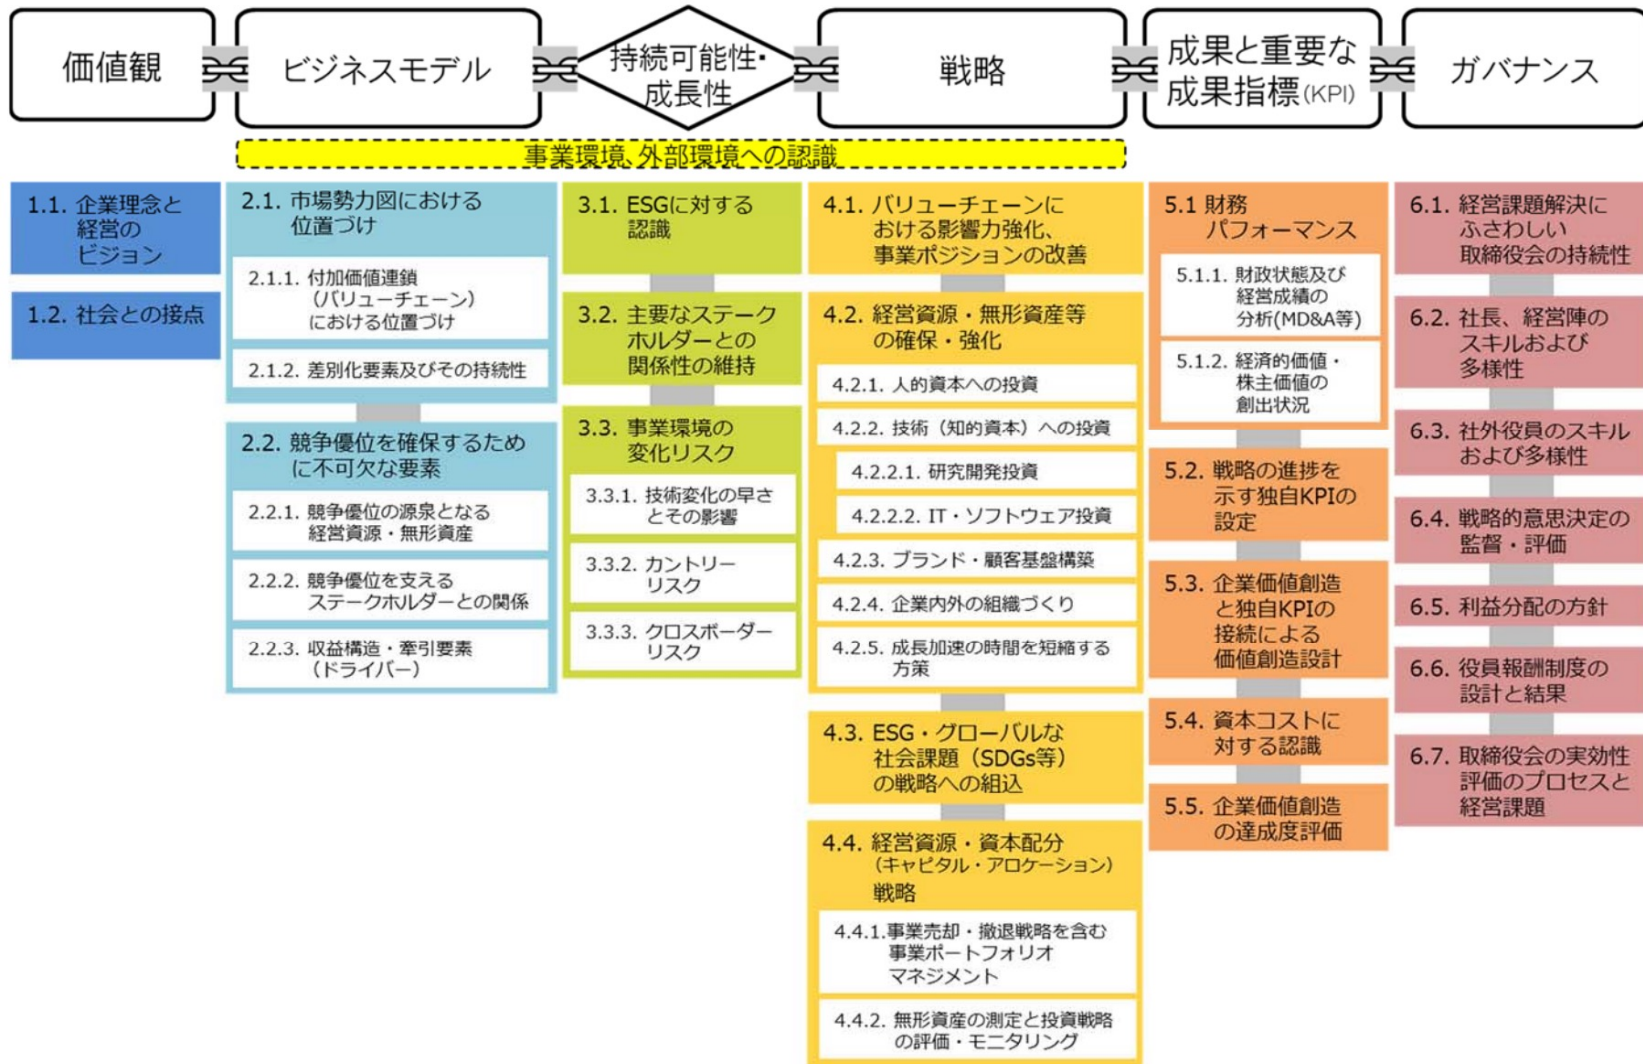 価値観
ビジネスモデル
持続可能性・
成長性
戦略
成果と重要な
成果指標(KPI)
ガバナンス
事業環境、外部環境への認識
1.1. 企業理念と
経営の
ビジョン
1.2. 社会との接点
2.1. 市場勢力図における
位置づけ
2.1.1. 付加価値連鎖
（バリューチェーン）
における位置づけ
2.1.2. 差別化要素及びその持続性
2.2. 競争優位を確保するため
に不可欠な要素
2.2.1. 競争優位の源泉となる
経営資源・無形資産
2.2.2. 競争優位を支える
ステークホルダーとの関係
2.2.3. 収益構造・牽引要素
（ドライバー）
3.1. ESGに対する
認識
3.2. 主要なステーク
ホルダーとの
関係性の維持
3.3. 事業環境の
変化リスク
3.3.1. 技術変化の早さ
とその影響
3.3.2. カントリー
リスク
3.3.3. クロスボーダー
リスク
4.1. バリューチェーンに
おける影響力強化、
事業ポジションの改善
4.2. 経営資源・無形資産等
の確保・強化
4.2.1. 人的資本への投資
4.2.2. 技術（知的資本）への投資
4.2.2.1. 研究開発投資
4.2.2.2. IT・ソフトウェア投資
4.2.3. ブランド・顧客基盤構築
4.2.4. 企業内外の組織づくり
4.2.5. 成長加速の時間を短縮する
方策
4.3. ESG・グローバルな
社会課題（SDGs等）
の戦略への組込
4.4. 経営資源・資本配分
（キャピタル・アロケーション）
戦略
4.4.1.事業売却・撤退戦略を含む
事業ポートフォリオ
マネジメント
4.4.2. 無形資産の測定と投資戦略
の評価・モニタリング
5.1 財務
パフォーマンス
5.1.1. 財政状態及び
経営成績の
分析(MD&A等)
5.1.2. 経済的価値・
株主価値の
創出状況
5.2. 戦略の進捗を
示す独自KPIの
設定
5.3. 企業価値創造
と独自KPIの
接続による
価値創造設計
5.4. 資本コストに
対する認識
5.5. 企業価値創造
の達成度評価
6.1. 経営課題解決に
ふさわしい
取締役会の持続性
6.2. 社長、経営陣の
スキルおよび
多様性
6.3. 社外役員のスキル
および多様性
6.4. 戦略的意思決定の
監督・評価
6.5. 利益分配の方針
6.6. 役員報酬制度の
設計と結果
6.7. 取締役会の実効性
評価のプロセスと
経営課題